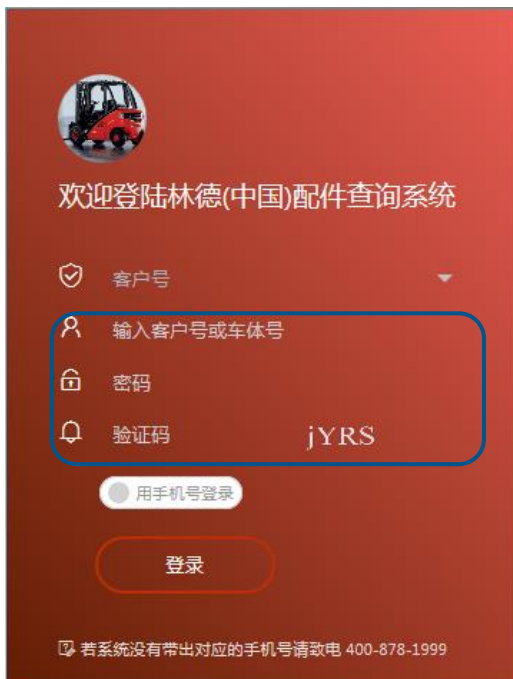 欢迎登陆林德(中国)配件查询系统
客户号
输入客户号或车体号
密码
验证码 jYRS
用手机号登录
登录
若系统没有带出对应的手机号请致电 400-878-1999